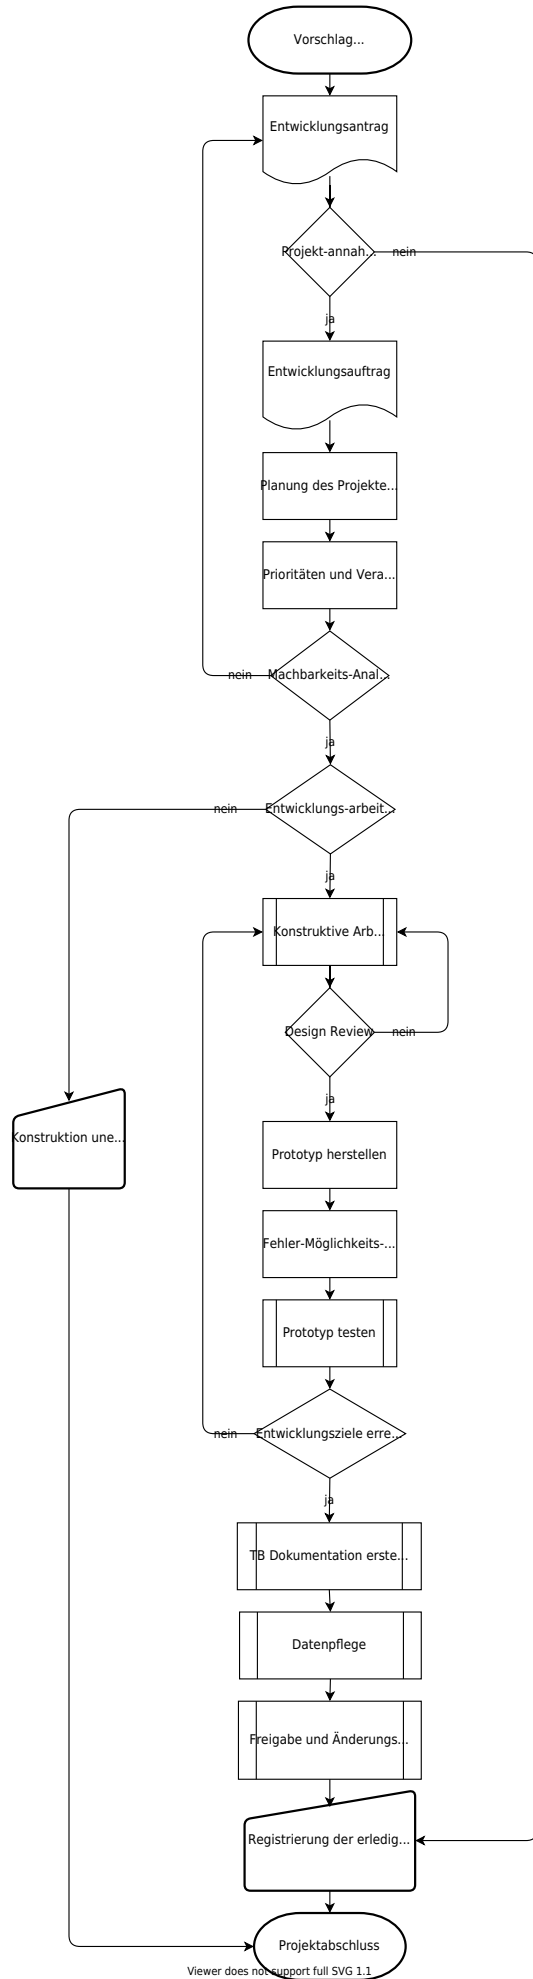 Vorschlag...
Entwicklungsantrag
Projekt-annah...
nein
ja
Entwicklungsauftrag
Planung des Projekte...
Prioritäten und Vera...
Machbarkeits-Anal...
nein
ja
Entwicklungs-arbeit...
nein
ja
Konstruktive Arb...
Design Review
nein
ja
Konstruktion une...
Prototyp herstellen
Fehler-Möglichkeits-...
Prototyp testen
Entwicklungsziele erre...
nein
ja
TB Dokumentation erste...
Datenpflege
Freigabe und Änderungs...
Registrierung der erledig...
Projektabschluss
Viewer does not support full SVG 1.1